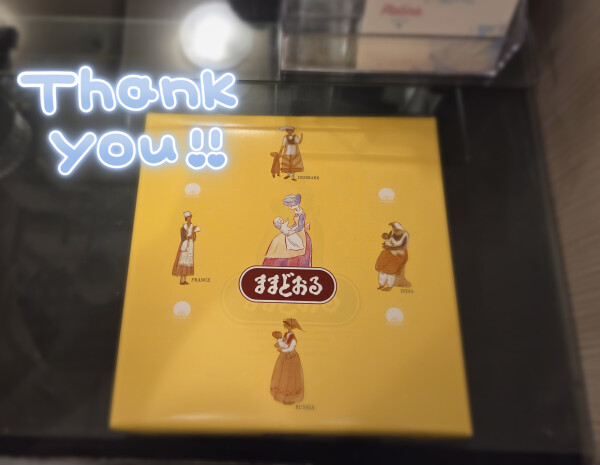 Thank
you!!
DENMARK
FRANCE
ままどおる
INDIA
RUSSIA